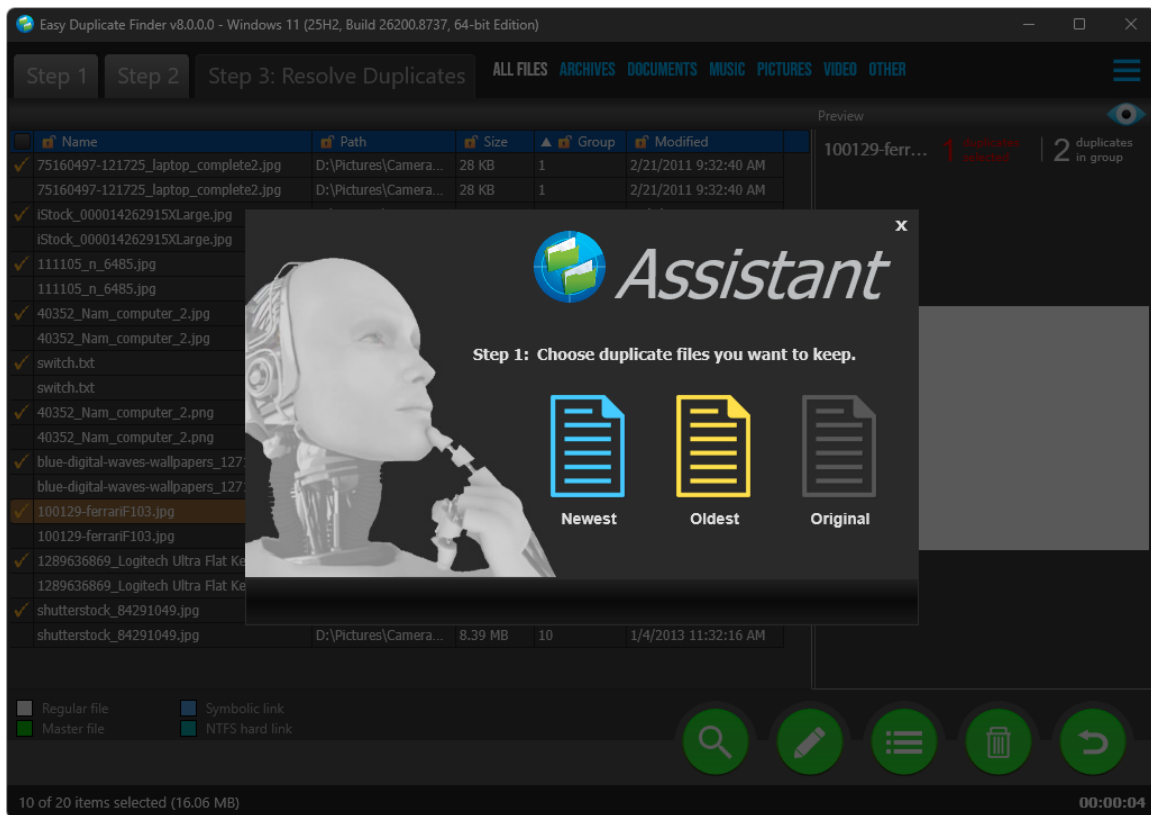 Easy Duplicate Finder v8.0.0.0 - Windows 11 (25H2, Build 26200.8737, 64-bit Edition)
Step 1 Step 2 Step 3: Resolve Duplicates ALL FILES ARCHIVES DOCUMENTS MUSIC PICTURES VIDEO OTHER
Preview
Name Path Size Group Modified
100129-ferr... 1 duplicates selected 2 duplicates in group
75160497-121725_laptop_complete2.jpg D:\Pictures\Camera... 28 KB 1 2/21/2011 9:32:40 AM
75160497-121725_laptop_complete2.jpg D:\Pictures\Camera... 28 KB 1 2/21/2011 9:32:40 AM
iStock_000014262915XLarge.jpg
iStock_000014262915XLarge.jpg
111105_n_6485.jpg
111105_n_6485.jpg
40352_Nam_computer_2.jpg
40352_Nam_computer_2.jpg
switch.txt
switch.txt
40352_Nam_computer_2.png
40352_Nam_computer_2.png
blue-digital-waves-wallpapers_127
blue-digital-waves-wallpapers_127
100129-ferrariF103.jpg
100129-ferrariF103.jpg
1289636869_Logitech Ultra Flat Ke
1289636869_Logitech Ultra Flat Ke
shutterstock_84291049.jpg
shutterstock_84291049.jpg D:\Pictures\Camera... 8.39 MB 10 1/4/2013 11:32:16 AM
x
Assistant
Step 1: Choose duplicate files you want to keep.
Newest Oldest Original
Regular file Symbolic link
Master file NTFS hard link
10 of 20 items selected (16.06 MB) 00:00:04